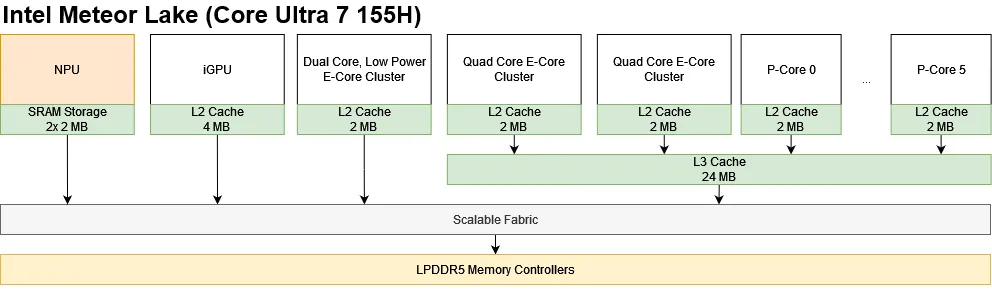 Intel Meteor Lake (Core Ultra 7 155H)
NPU
iGPU
Dual Core, Low Power
E-Core Cluster
Quad Core E-Core
Cluster
Quad Core E-Core
Cluster
P-Core 0
...
P-Core 5
SRAM Storage
2x 2 MB
L2 Cache
4 MB
L2 Cache
2 MB
L2 Cache
2 MB
L2 Cache
2 MB
L2 Cache
2 MB
L2 Cache
2 MB
L3 Cache
24 MB
Scalable Fabric
LPDDR5 Memory Controllers